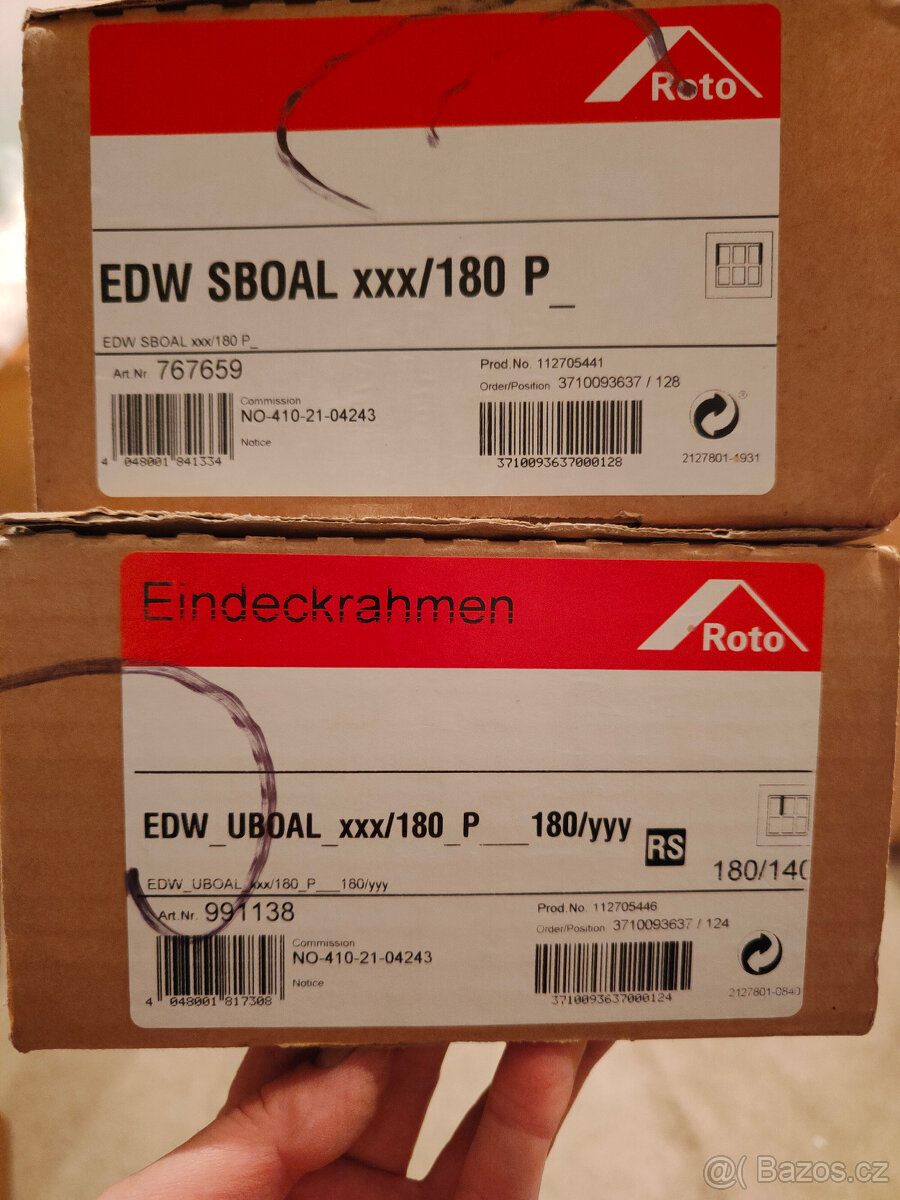 Roto
EDW SBOAL xxx/180 P_
EDW SBOAL xxx/180 P_
Art.Nr 767659
Prod.No. 112705441
Order/Position 3710093637 / 128
Commission
NO-410-21-04243
Notice
4 048001 841334
3710093637000128
2127801-4931
Eindeckrahmen
Roto
EDW_UBOAL_xxx/180_P___180/yyy
RS
180/140
EDW_UBOAL_xxx/180_P___180/yyy
Art.Nr. 991138
Prod.No. 112705446
Order/Position 3710093637 / 124
Commission
NO-410-21-04243
Notice
4 048001 817308
3710093637000124
2127801-0840
@( Bazos.cz